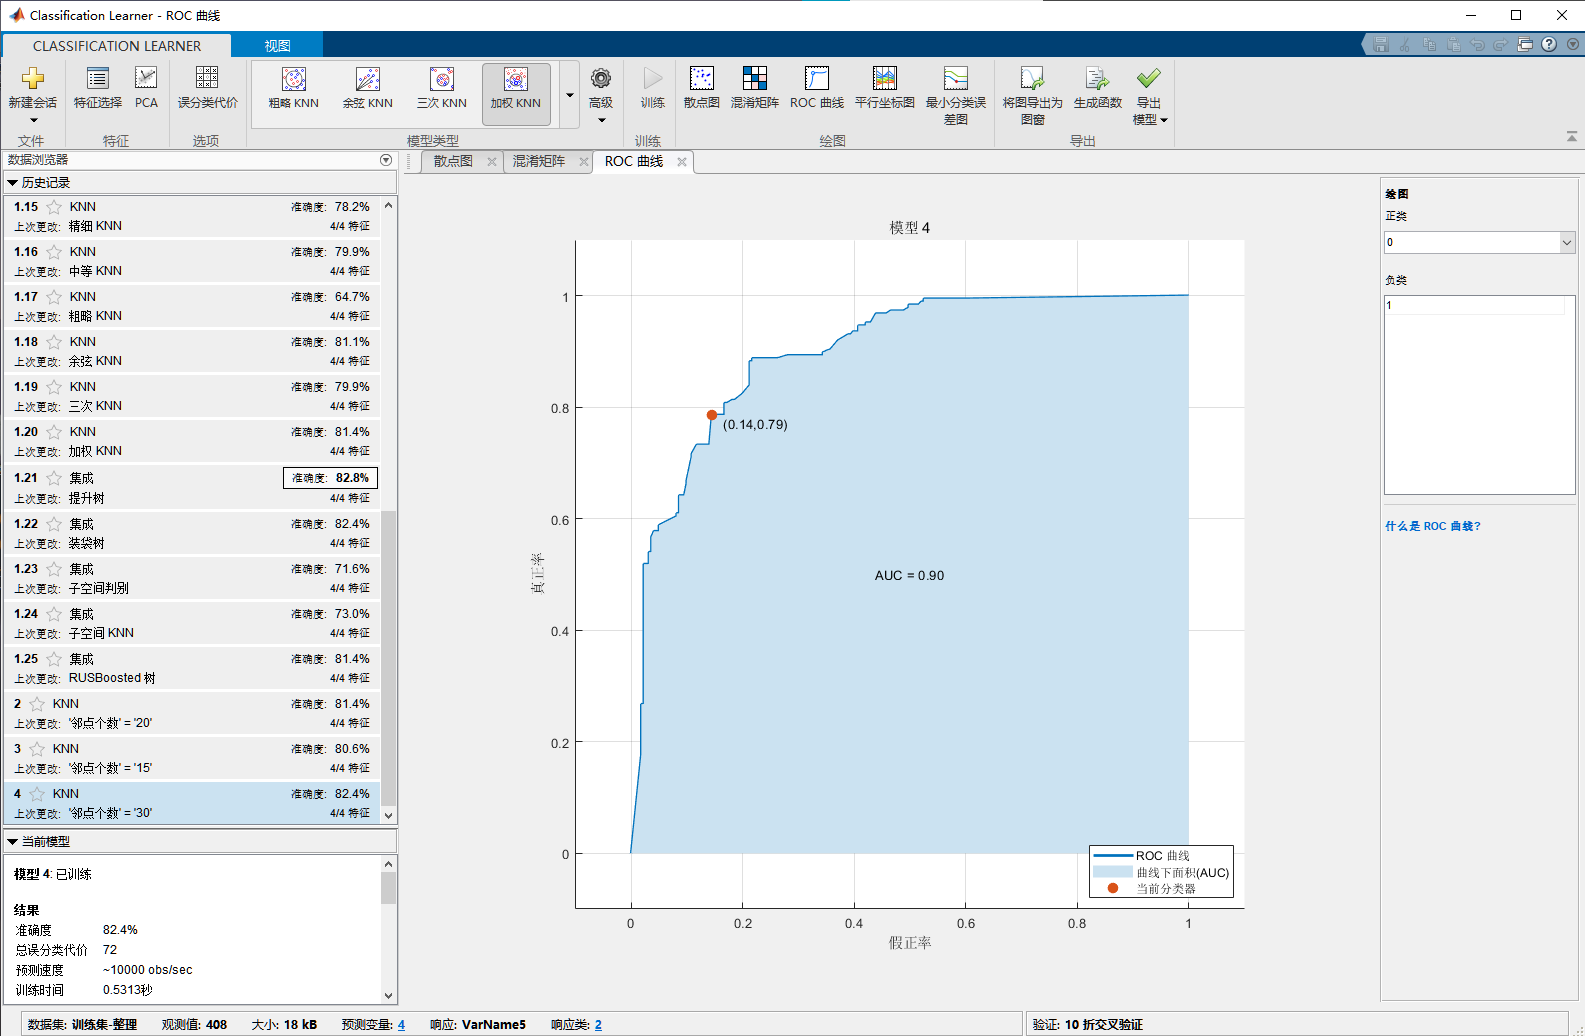 Classification Learner - ROC 曲线
CLASSIFICATION LEARNER
视图
新建会话
特征选择
PCA
误分类代价
粗略 KNN
余弦 KNN
三次 KNN
加权 KNN
高级
训练
散点图
混淆矩阵
ROC 曲线
平行坐标图
最小分类误
差图
将图导出为
图窗
生成函数
导出
模型
文件
特征
选项
模型类型
训练
绘图
导出
数据浏览器
历史记录
1.15 KNN 准确度: 78.2%
上次更改: 精细 KNN 4/4 特征
1.16 KNN 准确度: 79.9%
上次更改: 中等 KNN 4/4 特征
1.17 KNN 准确度: 64.7%
上次更改: 粗略 KNN 4/4 特征
1.18 KNN 准确度: 81.1%
上次更改: 余弦 KNN 4/4 特征
1.19 KNN 准确度: 79.9%
上次更改: 三次 KNN 4/4 特征
1.20 KNN 准确度: 81.4%
上次更改: 加权 KNN 4/4 特征
1.21 集成 准确度: 82.8%
上次更改: 提升树 4/4 特征
1.22 集成 准确度: 82.4%
上次更改: 装袋树 4/4 特征
1.23 集成 准确度: 71.6%
上次更改: 子空间判别 4/4 特征
1.24 集成 准确度: 73.0%
上次更改: 子空间 KNN 4/4 特征
1.25 集成 准确度: 81.4%
上次更改: RUSBoosted 树 4/4 特征
2 KNN 准确度: 81.4%
上次更改: '邻点个数' = '20' 4/4 特征
3 KNN 准确度: 80.6%
上次更改: '邻点个数' = '15' 4/4 特征
4 KNN 准确度: 82.4%
上次更改: '邻点个数' = '30' 4/4 特征
当前模型
模型 4: 已训练
结果
准确度 82.4%
总误分类代价 72
预测速度 ~10000 obs/sec
训练时间 0.5313秒
散点图
混淆矩阵
ROC 曲线
模型 4
1
0.8
0.6
0.4
0.2
0
真正率
(0.14,0.79)
AUC = 0.90
ROC 曲线
曲线下面积(AUC)
当前分类器
0 0.2 0.4 0.6 0.8 1
假正率
绘图
正类
0
负类
1
什么是 ROC 曲线?
数据集: 训练集-整理 观测值: 408 大小: 18 kB 预测变量: 4 响应: VarName5 响应类: 2
验证: 10 折交叉验证